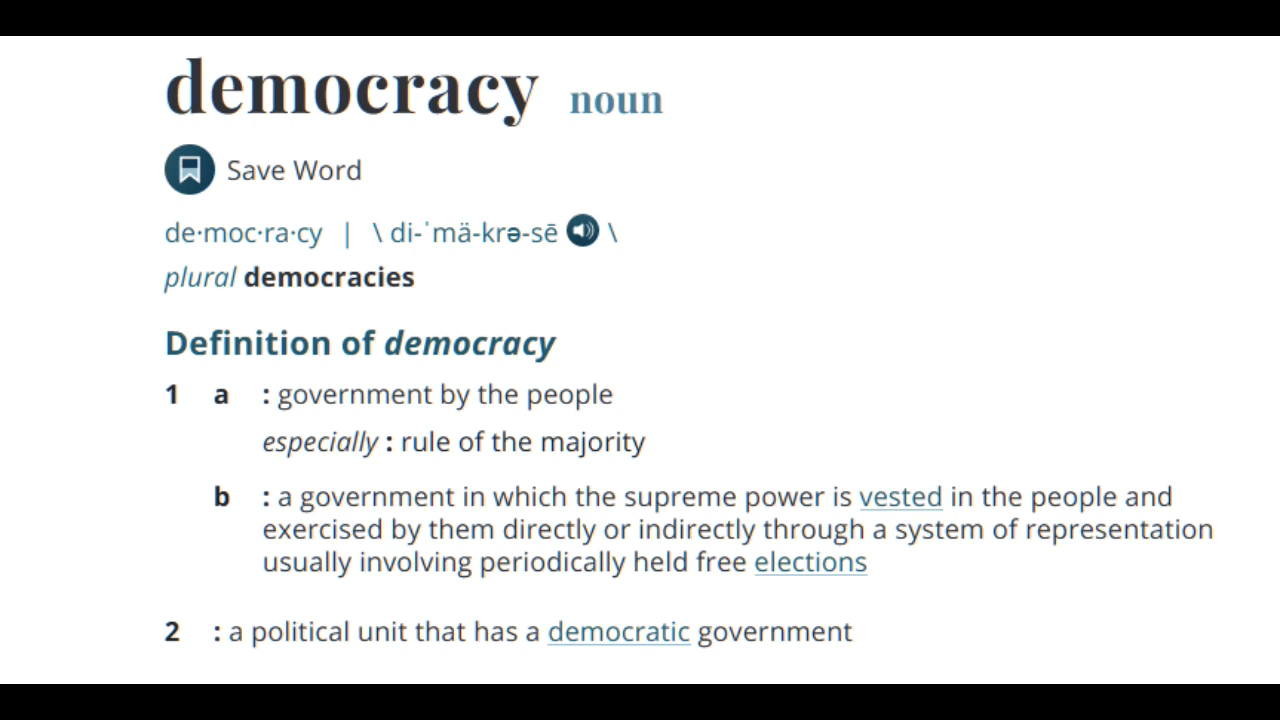 democracy noun
Save Word
de·moc·ra·cy | \ di-ˈmä-krə-sē \
plural democracies
Definition of democracy
1 a : government by the people
especially : rule of the majority
b : a government in which the supreme power is vested in the people and
exercised by them directly or indirectly through a system of representation
usually involving periodically held free elections
2 : a political unit that has a democratic government